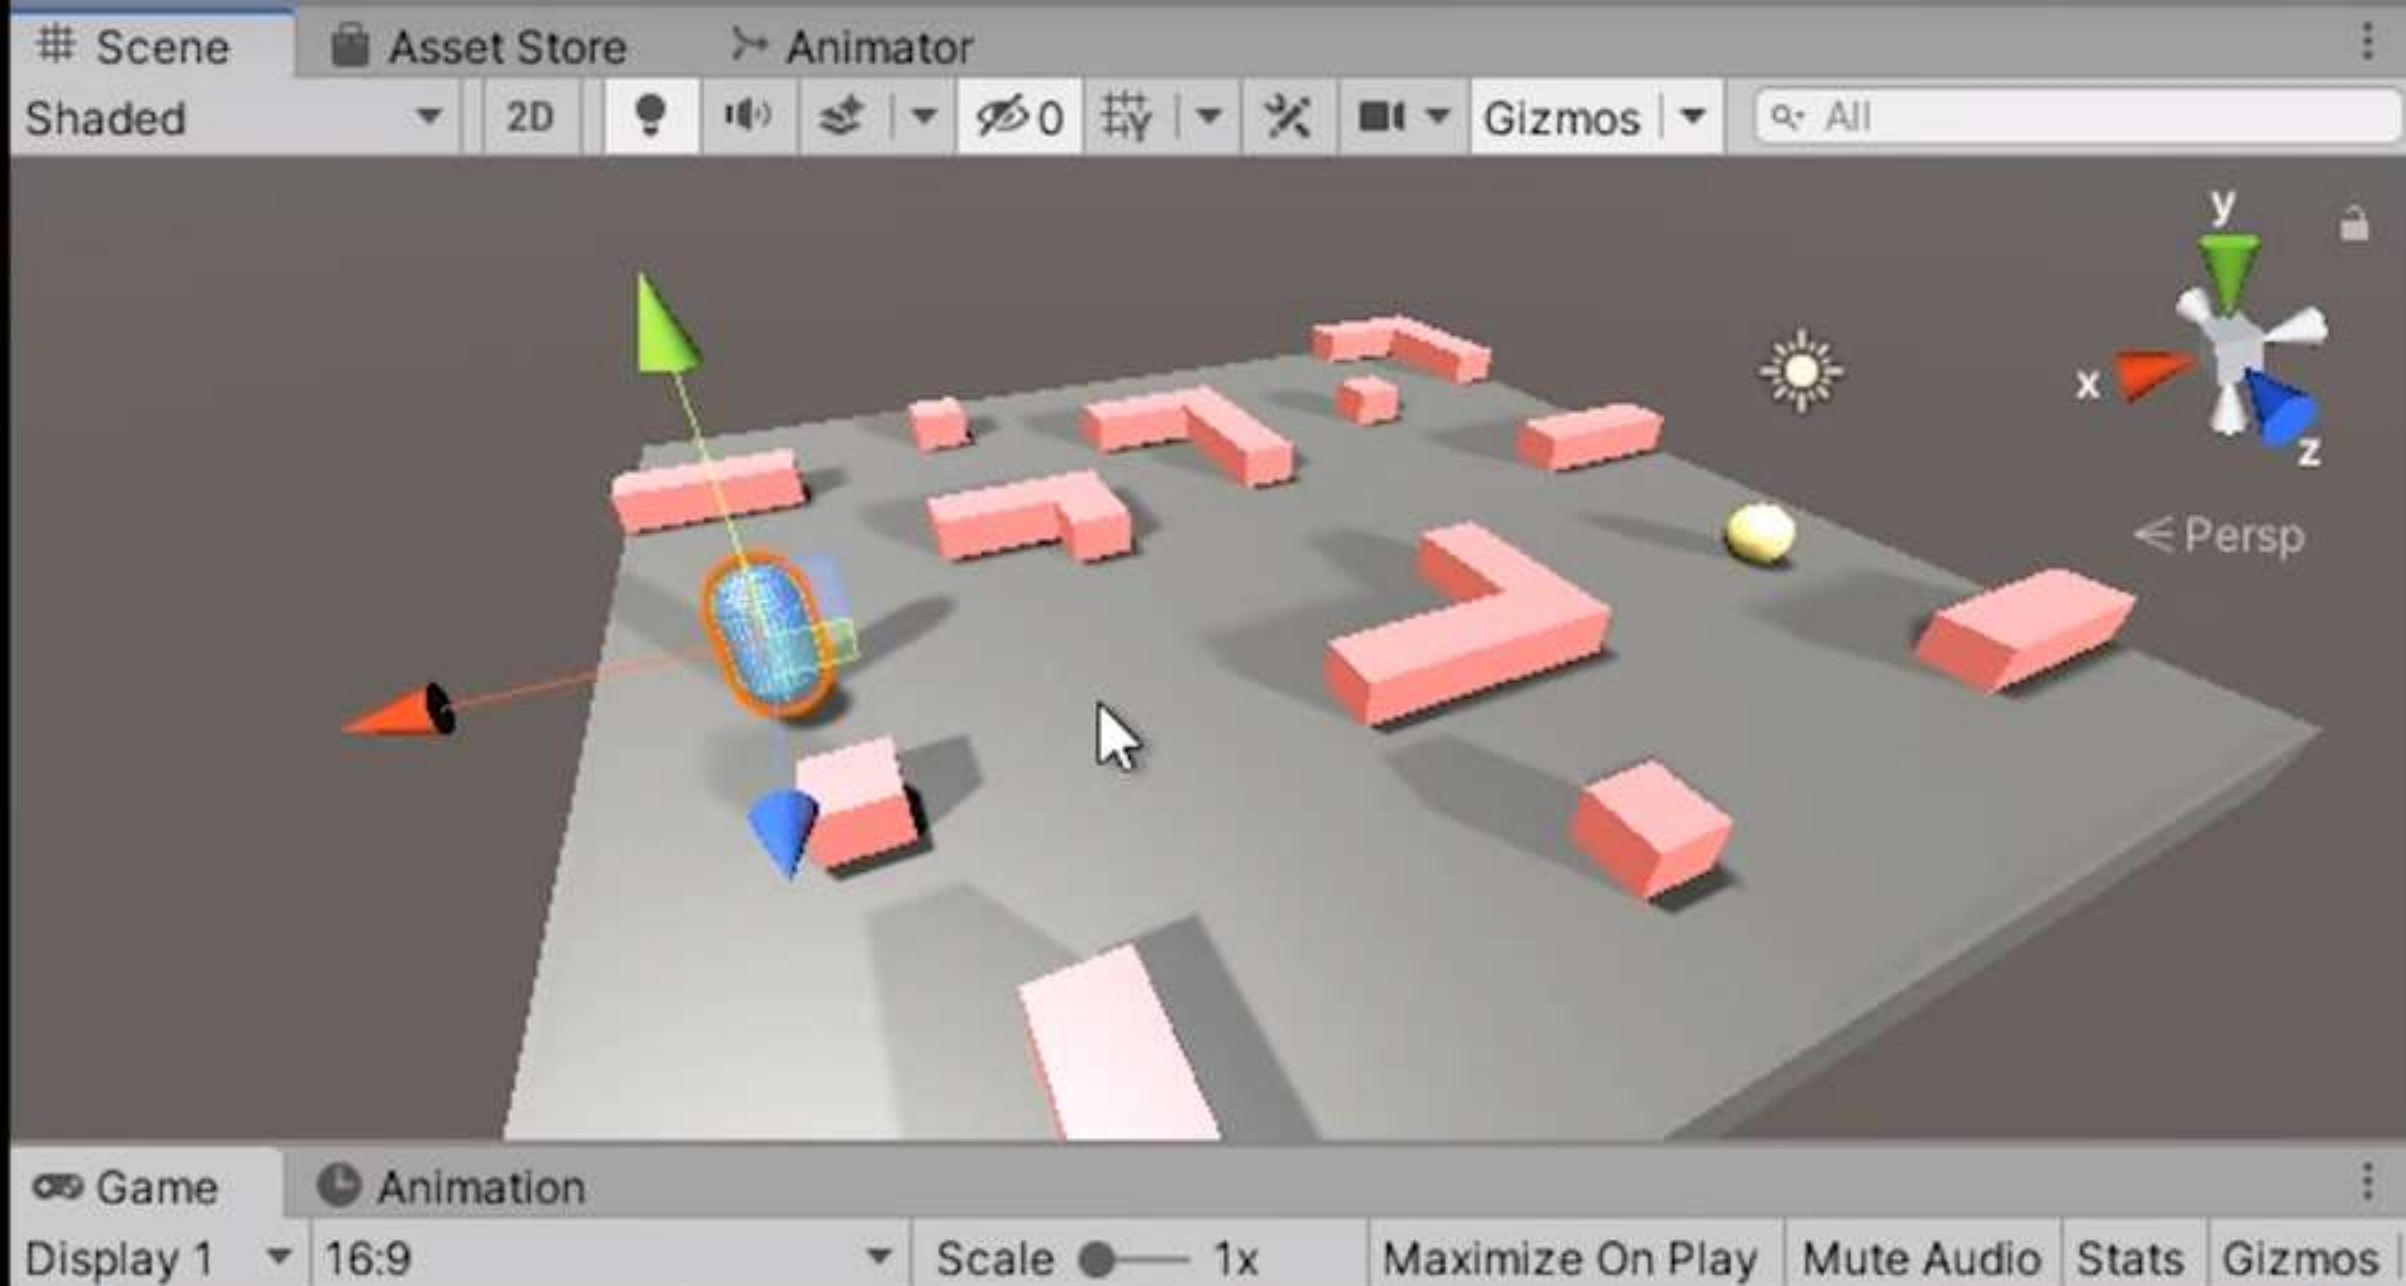 Scene Asset Store Animator
Shaded 2D 0 Gizmos All
y
x
z
Persp
Game Animation
Display 1 16:9 Scale 1x Maximize On Play Mute Audio Stats Gizmos